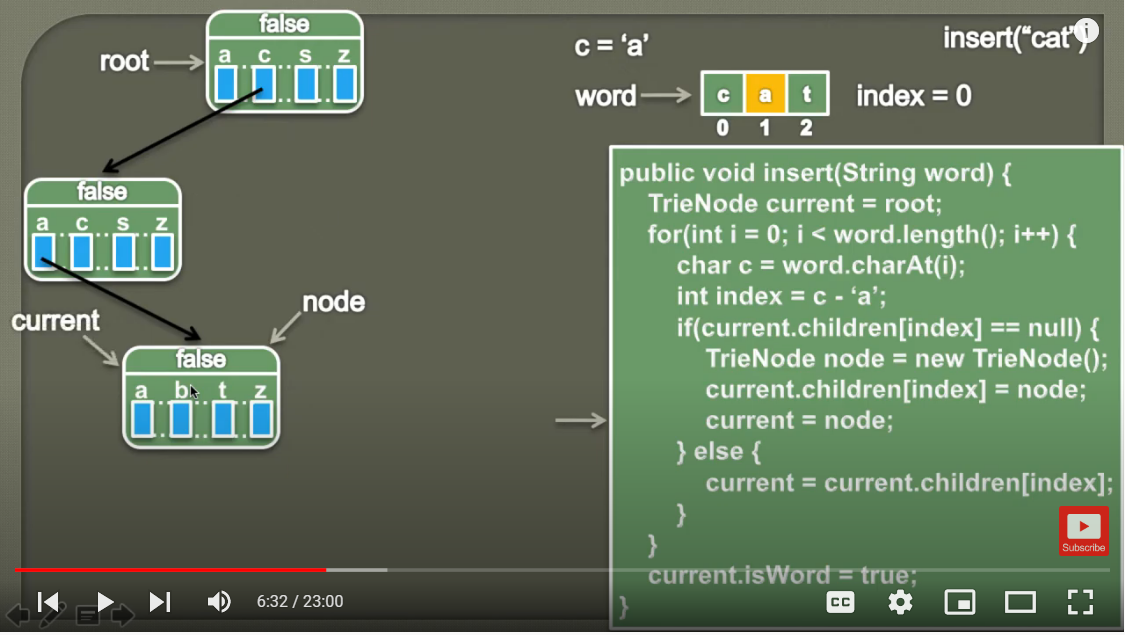 false
root
a c s z
c = ‘a’
insert(“cat”)
word
c a t
index = 0
0 1 2
false
a c s z
current
node
false
a b t z
public void insert(String word) {
TrieNode current = root;
for(int i = 0; i < word.length(); i++) {
char c = word.charAt(i);
int index = c - ‘a’;
if(current.children[index] == null) {
TrieNode node = new TrieNode();
current.children[index] = node;
current = node;
} else {
current = current.children[index];
}
}
current.isWord = true;
}
Subscribe
6:32 / 23:00
CC